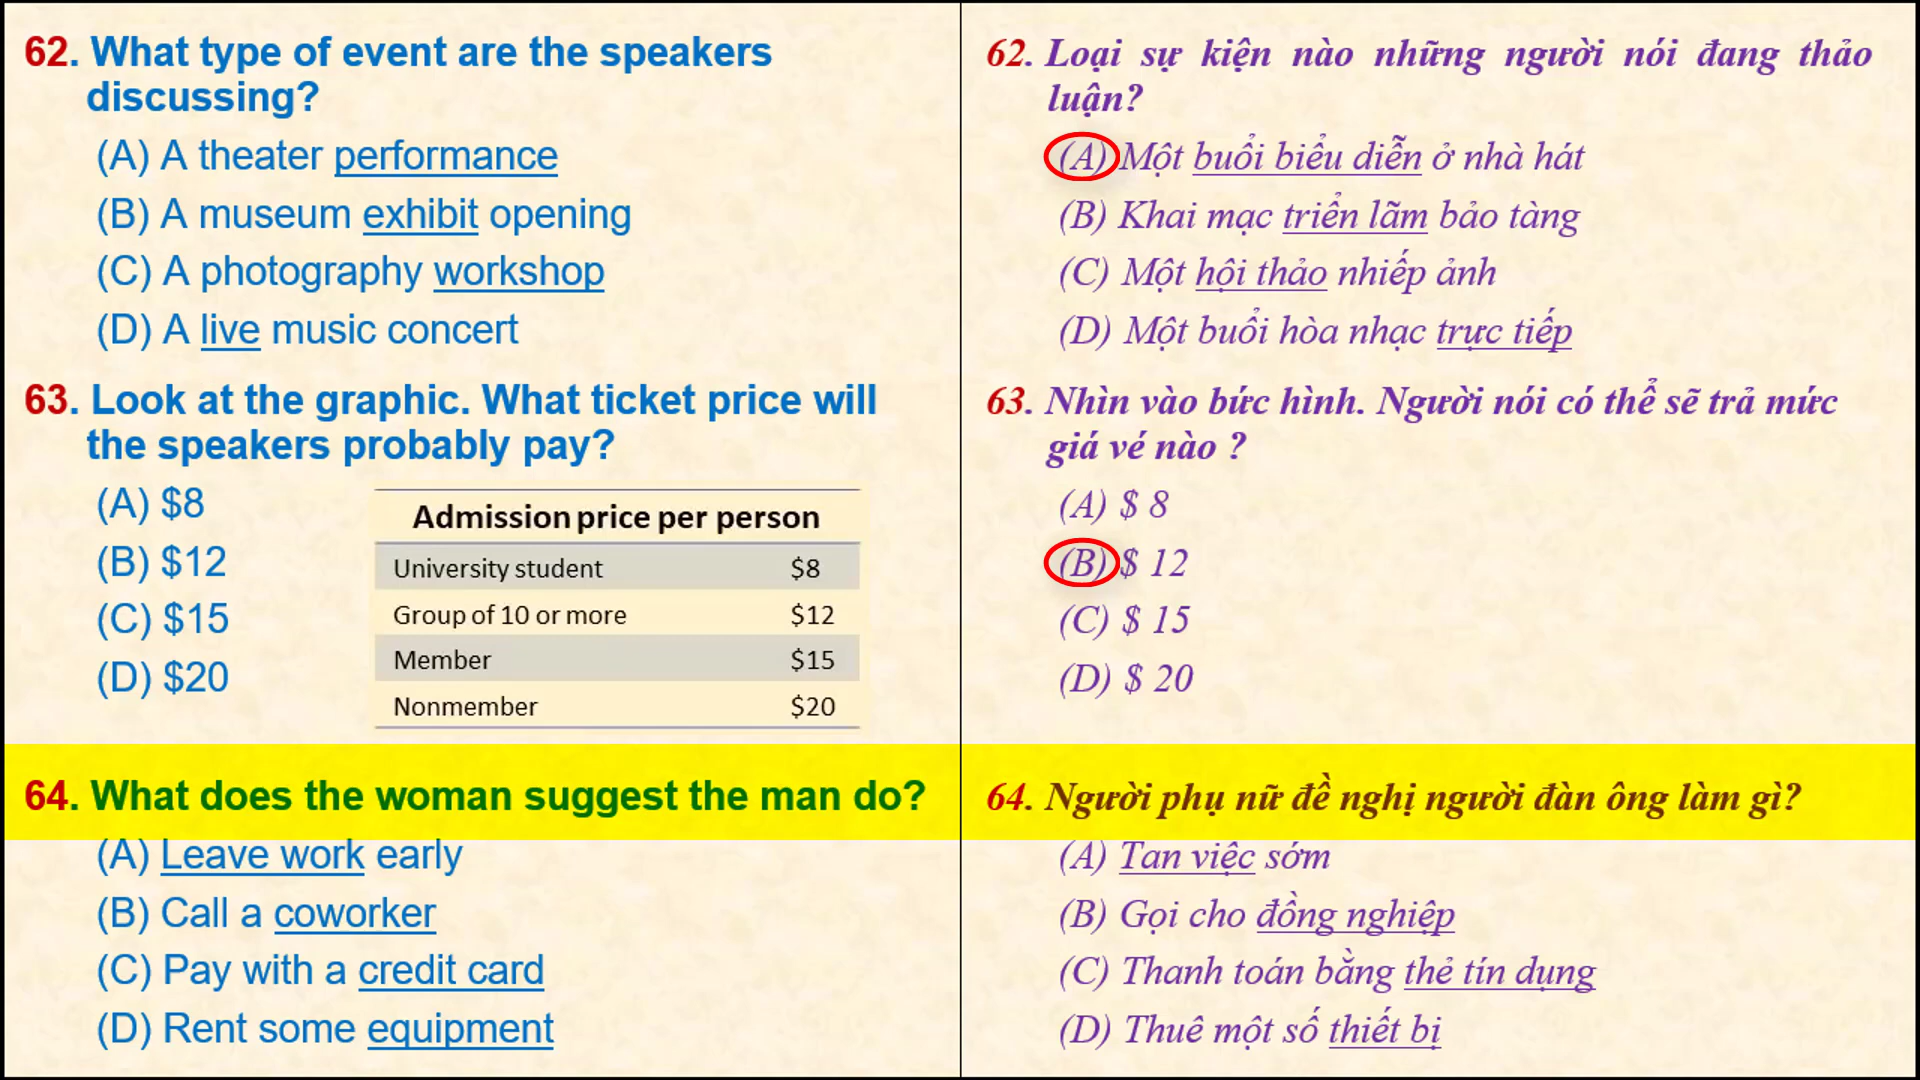 62. What type of event are the speakers
discussing?
(A) A theater performance
(B) A museum exhibit opening
(C) A photography workshop
(D) A live music concert
63. Look at the graphic. What ticket price will
the speakers probably pay?
(A) $8
(B) $12
(C) $15
(D) $20
Admission price per person
University student $8
Group of 10 or more $12
Member $15
Nonmember $20
64. What does the woman suggest the man do?
(A) Leave work early
(B) Call a coworker
(C) Pay with a credit card
(D) Rent some equipment
62. Loại sự kiện nào những người nói đang thảo
luận?
(A) Một buổi biểu diễn ở nhà hát
(B) Khai mạc triển lãm bảo tàng
(C) Một hội thảo nhiếp ảnh
(D) Một buổi hòa nhạc trực tiếp
63. Nhìn vào bức hình. Người nói có thể sẽ trả mức
giá vé nào ?
(A) $ 8
(B) $ 12
(C) $ 15
(D) $ 20
64. Người phụ nữ đề nghị người đàn ông làm gì?
(A) Tan việc sớm
(B) Gọi cho đồng nghiệp
(C) Thanh toán bằng thẻ tín dụng
(D) Thuê một số thiết bị